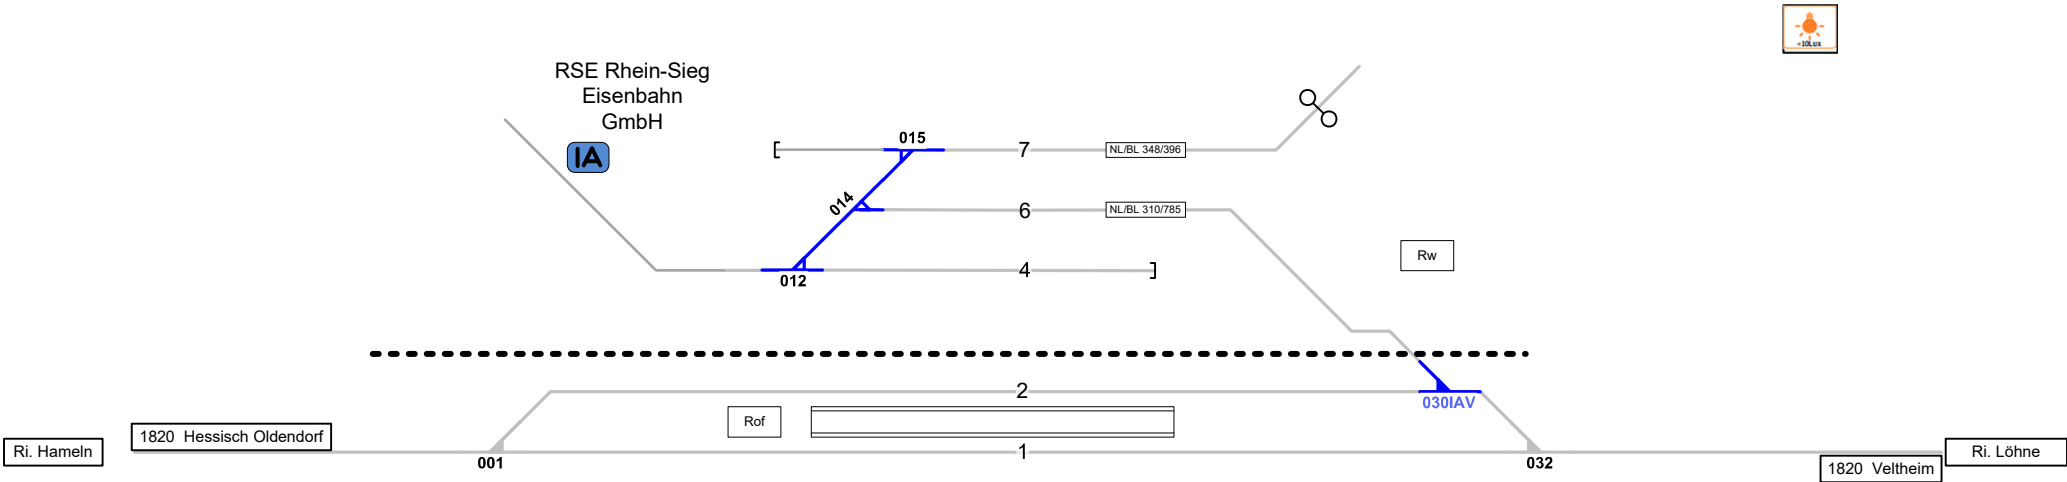 <10Lux
RSE Rhein-Sieg
Eisenbahn
GmbH
IA
015
7
NL/BL 348/396
014
6
NL/BL 310/785
Rw
4
012
2
030IAV
Rof
1820 Hessisch Oldendorf
Ri. Hameln
1
Ri. Löhne
001
032
1820 Veltheim